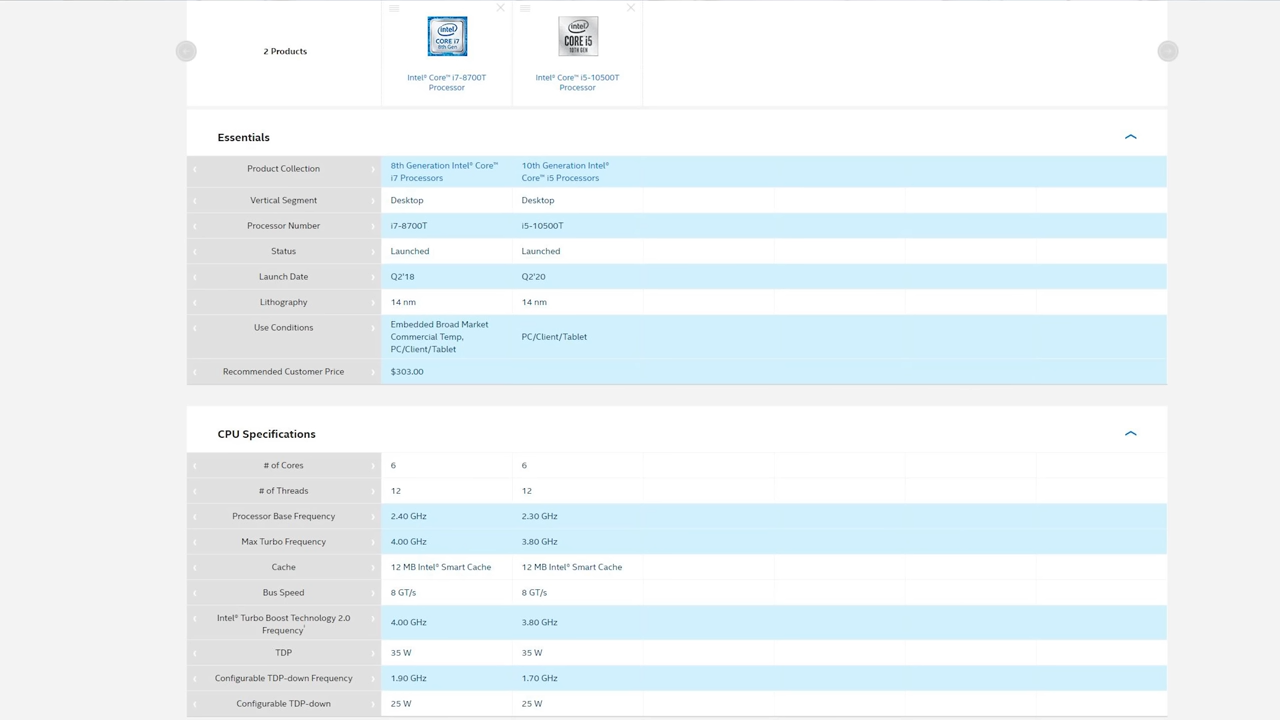 2 Products
intel
CORE i7
8th Gen
Intel® Core™ i7-8700T
Processor
intel
CORE i5
10TH GEN
Intel® Core™ i5-10500T
Processor
Essentials
Product Collection
8th Generation Intel® Core™
i7 Processors
10th Generation Intel®
Core™ i5 Processors
Vertical Segment
Desktop
Desktop
Processor Number
i7-8700T
i5-10500T
Status
Launched
Launched
Launch Date
Q2'18
Q2'20
Lithography
14 nm
14 nm
Use Conditions
Embedded Broad Market
Commercial Temp,
PC/Client/Tablet
PC/Client/Tablet
Recommended Customer Price
$303.00
CPU Specifications
# of Cores
6
6
# of Threads
12
12
Processor Base Frequency
2.40 GHz
2.30 GHz
Max Turbo Frequency
4.00 GHz
3.80 GHz
Cache
12 MB Intel® Smart Cache
12 MB Intel® Smart Cache
Bus Speed
8 GT/s
8 GT/s
Intel® Turbo Boost Technology 2.0
Frequency‡
4.00 GHz
3.80 GHz
TDP
35 W
35 W
Configurable TDP-down Frequency
1.90 GHz
1.70 GHz
Configurable TDP-down
25 W
25 W